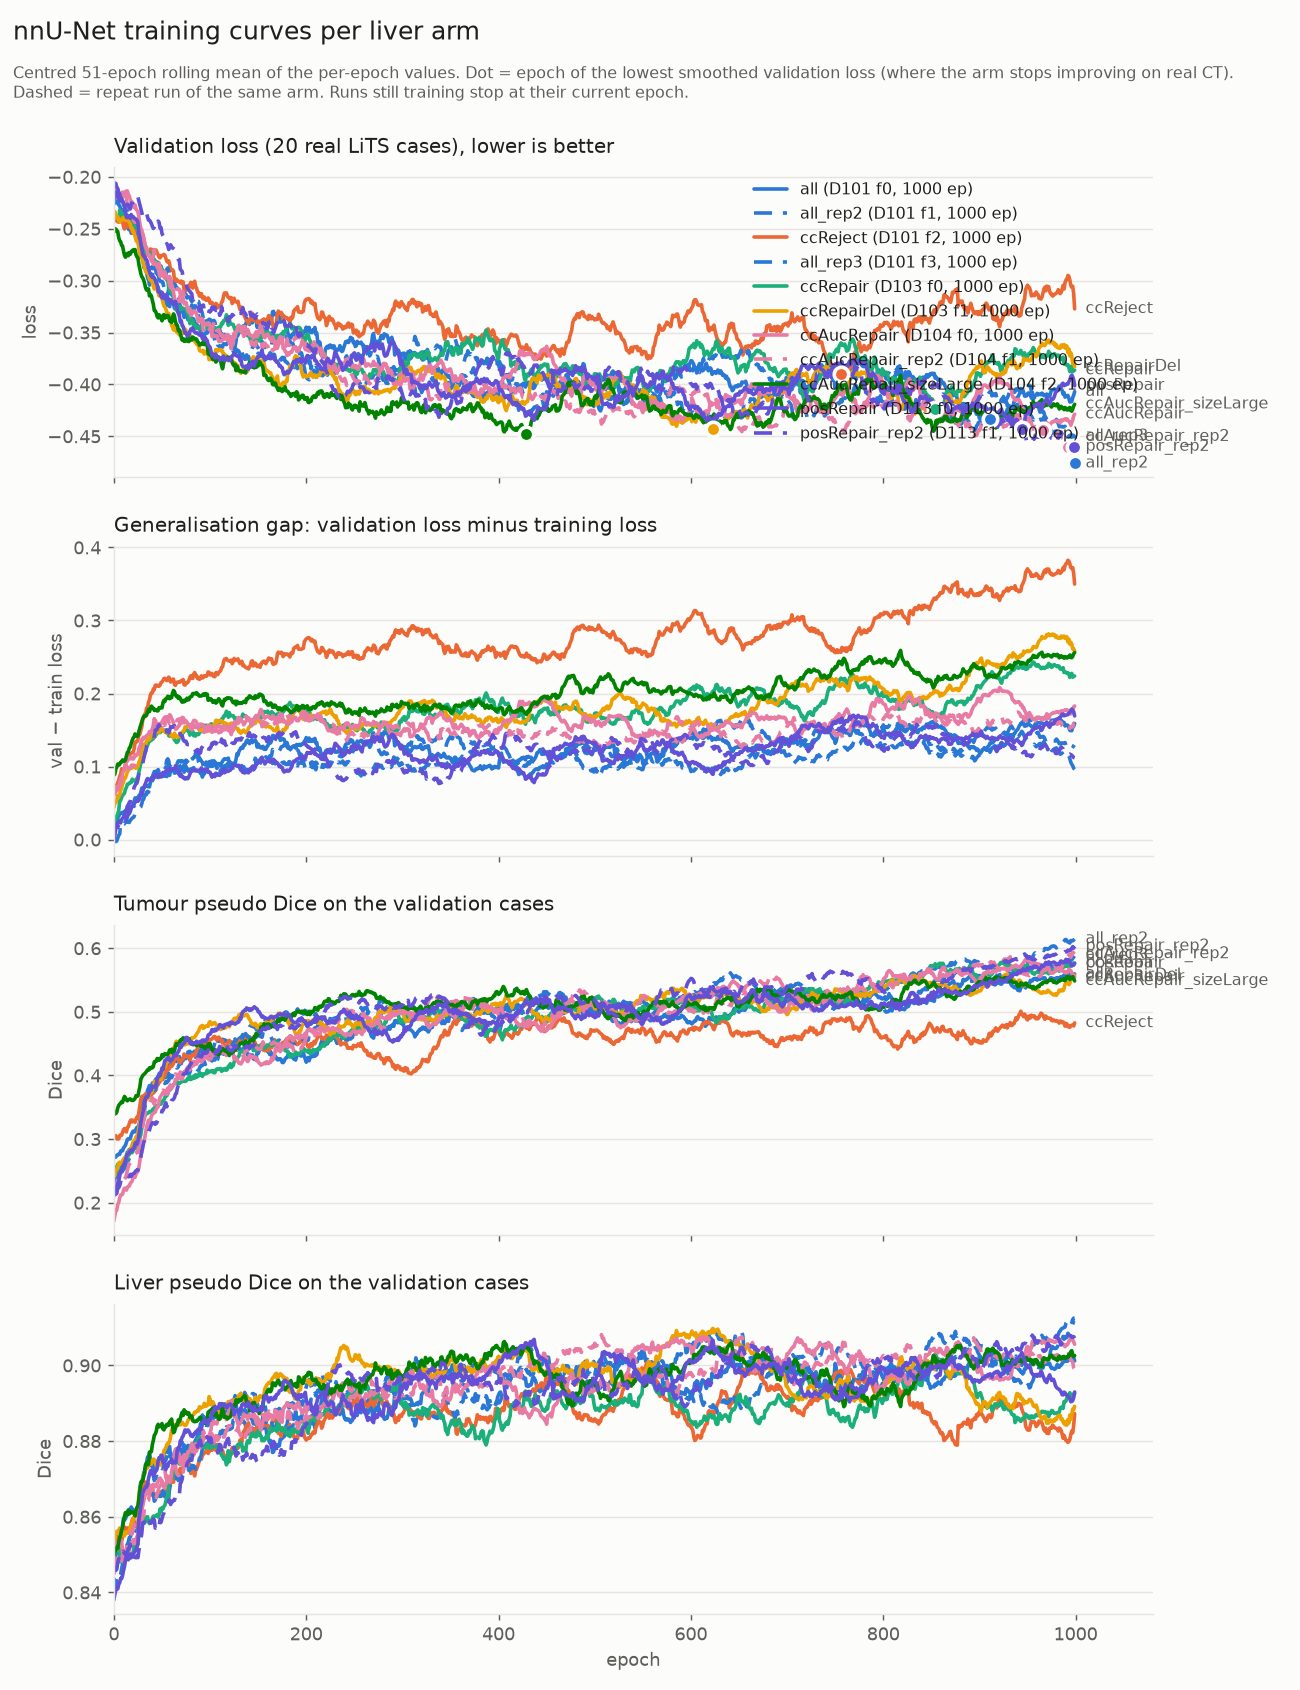 nnU-Net training curves per liver arm
Centred 51-epoch rolling mean of the per-epoch values. Dot = epoch of the lowest smoothed validation loss (where the arm stops improving on real CT).
Dashed = repeat run of the same arm. Runs still training stop at their current epoch.
Validation loss (20 real LiTS cases), lower is better
−0.20
−0.25
−0.30
−0.35
−0.40
−0.45
loss
all (D101 f0, 1000 ep)
all_rep2 (D101 f1, 1000 ep)
ccReject (D101 f2, 1000 ep)
all_rep3 (D101 f3, 1000 ep)
ccRepair (D103 f0, 1000 ep)
ccRepairDel (D103 f1, 1000 ep)
ccAucRepair (D104 f0, 1000 ep)
ccAucRepair_rep2 (D104 f1, 1000 ep)
ccAucRepair_sizeLarge (D104 f2, 1000 ep)
posRepair (D113 f0, 1000 ep)
posRepair_rep2 (D113 f1, 1000 ep)
ccReject
ccRepairDel
ccRepair
posRepair
all
ccAucRepair_sizeLarge
ccAucRepair
all_rep3
ccAucRepair_rep2
posRepair_rep2
all_rep2
Generalisation gap: validation loss minus training loss
0.4
0.3
0.2
0.1
0.0
val − train loss
Tumour pseudo Dice on the validation cases
0.6
0.5
0.4
0.3
0.2
Dice
all_rep2
posRepair_rep2
ccAucRepair_rep2
posRepair
ccRepairDel
ccAucRepair_sizeLarge
ccReject
Liver pseudo Dice on the validation cases
0.90
0.88
0.86
0.84
Dice
0
200
400
600
800
1000
epoch